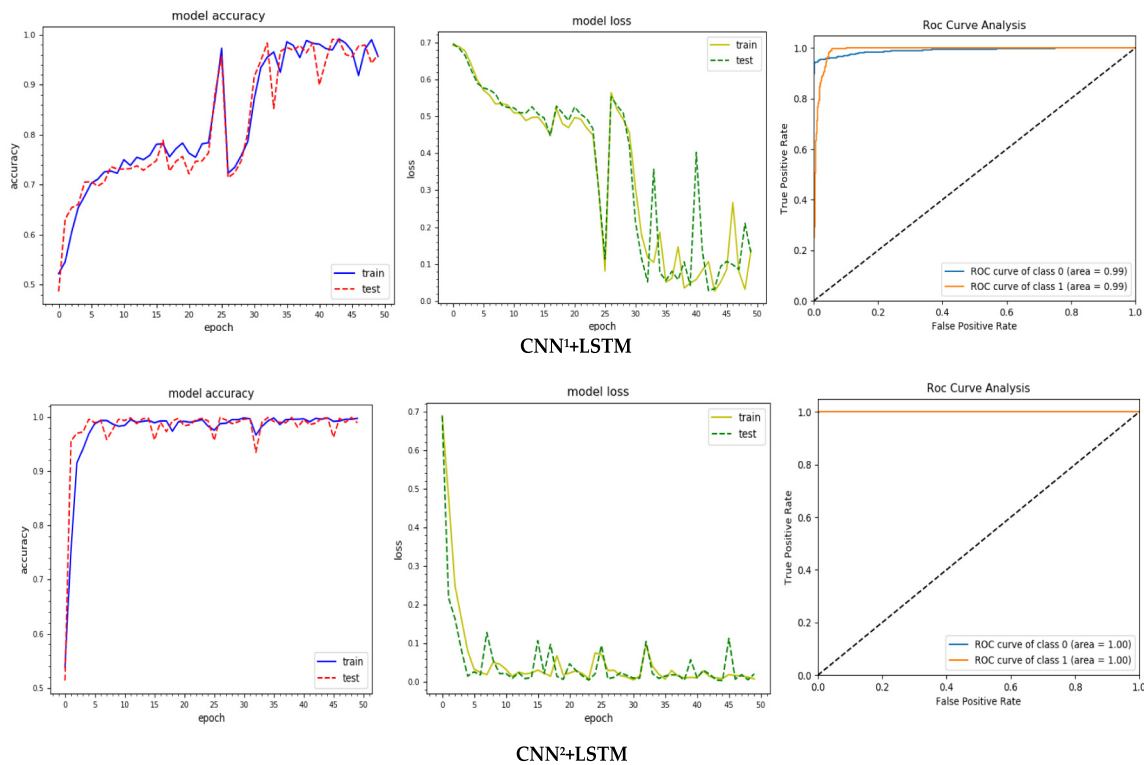 model accuracy
1.0
0.9
0.8
0.7
0.6
0.5
accuracy
0 5 10 15 20 25 30 35 40 45 50
epoch
train
test
model loss
0.7
0.6
0.5
0.4
0.3
0.2
0.1
0.0
loss
0 5 10 15 20 25 30 35 40 45 50
epoch
train
test
Roc Curve Analysis
1.0
0.8
0.6
0.4
0.2
0.0
True Positive Rate
0.0 0.2 0.4 0.6 0.8 1.0
False Positive Rate
ROC curve of class 0 (area = 0.99)
ROC curve of class 1 (area = 0.99)
CNN¹+LSTM
model accuracy
1.0
0.9
0.8
0.7
0.6
0.5
accuracy
0 5 10 15 20 25 30 35 40 45 50
epoch
train
test
model loss
0.7
0.6
0.5
0.4
0.3
0.2
0.1
0.0
loss
0 5 10 15 20 25 30 35 40 45 50
epoch
train
test
Roc Curve Analysis
1.0
0.8
0.6
0.4
0.2
0.0
True Positive Rate
0.0 0.2 0.4 0.6 0.8 1.0
False Positive Rate
ROC curve of class 0 (area = 1.00)
ROC curve of class 1 (area = 1.00)
CNN²+LSTM